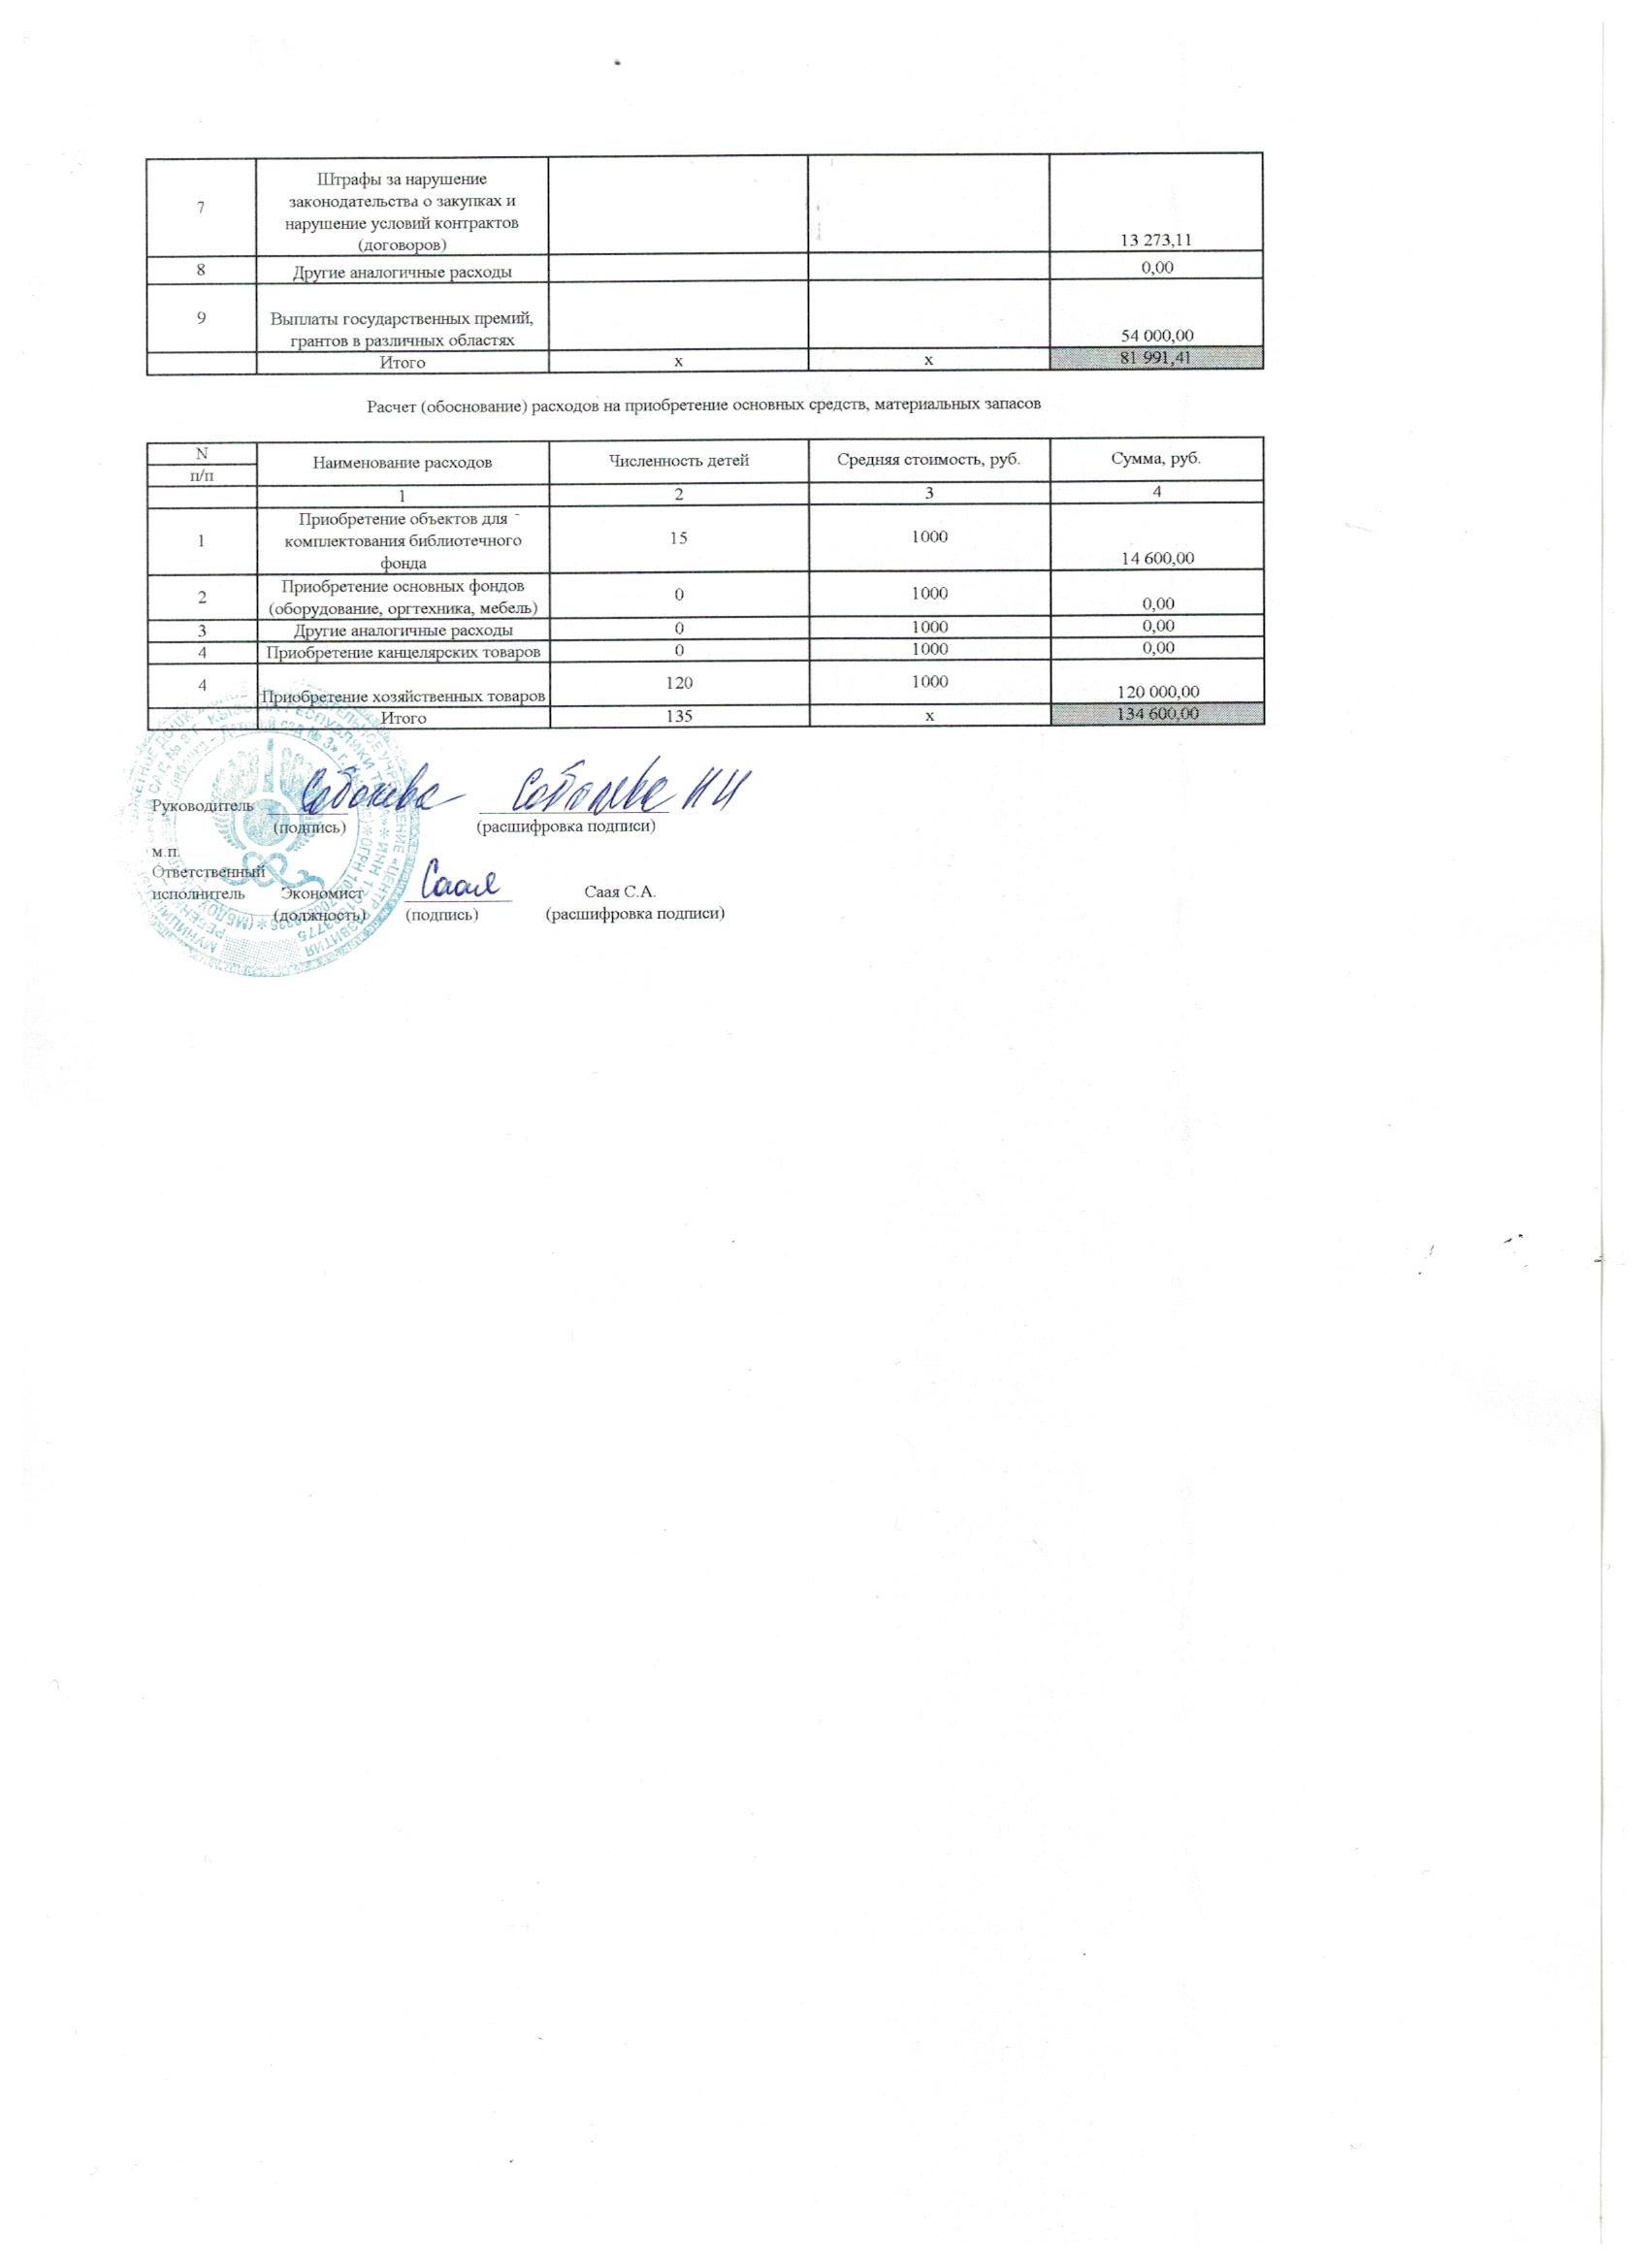 7 Штрафы за нарушение
законодательства о закупках и
нарушение условий контрактов
(договоров) 13 273,11
8 Другие аналогичные расходы 0,00
9 Выплаты государственных премий,
грантов в различных областях 54 000,00
Итого х х 81 991,41
Расчет (обоснование) расходов на приобретение основных средств, материальных запасов
N
п/п Наименование расходов Численность детей Средняя стоимость, руб. Сумма, руб.
1 2 3 4
1 Приобретение объектов для
комплектования библиотечного
фонда 15 1000 14 600,00
2 Приобретение основных фондов
(оборудование, оргтехника, мебель) 0 1000 0,00
3 Другие аналогичные расходы 0 1000 0,00
4 Приобретение канцелярских товаров 0 1000 0,00
4 Приобретение хозяйственных товаров 120 1000 120 000,00
Итого 135 х 134 600,00
Руководитель Соболева Соболева Н И
(подпись) (расшифровка подписи)
м.п.
Ответственный
исполнитель Экономист Саая Саая С.А.
(должность) (подпись) (расшифровка подписи)